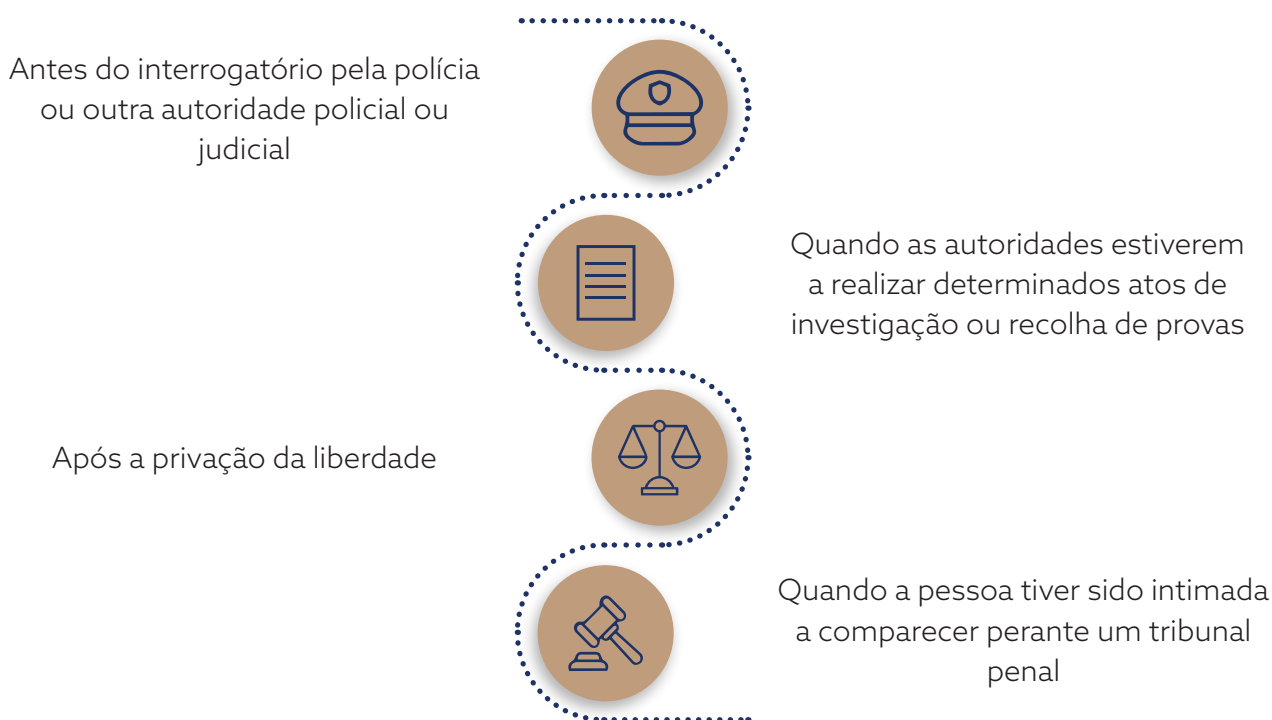 Antes do interrogatório pela polícia
ou outra autoridade policial ou
judicial
Quando as autoridades estiverem
a realizar determinados atos de
investigação ou recolha de provas
Após a privação da liberdade
Quando a pessoa tiver sido intimada
a comparecer perante um tribunal
penal